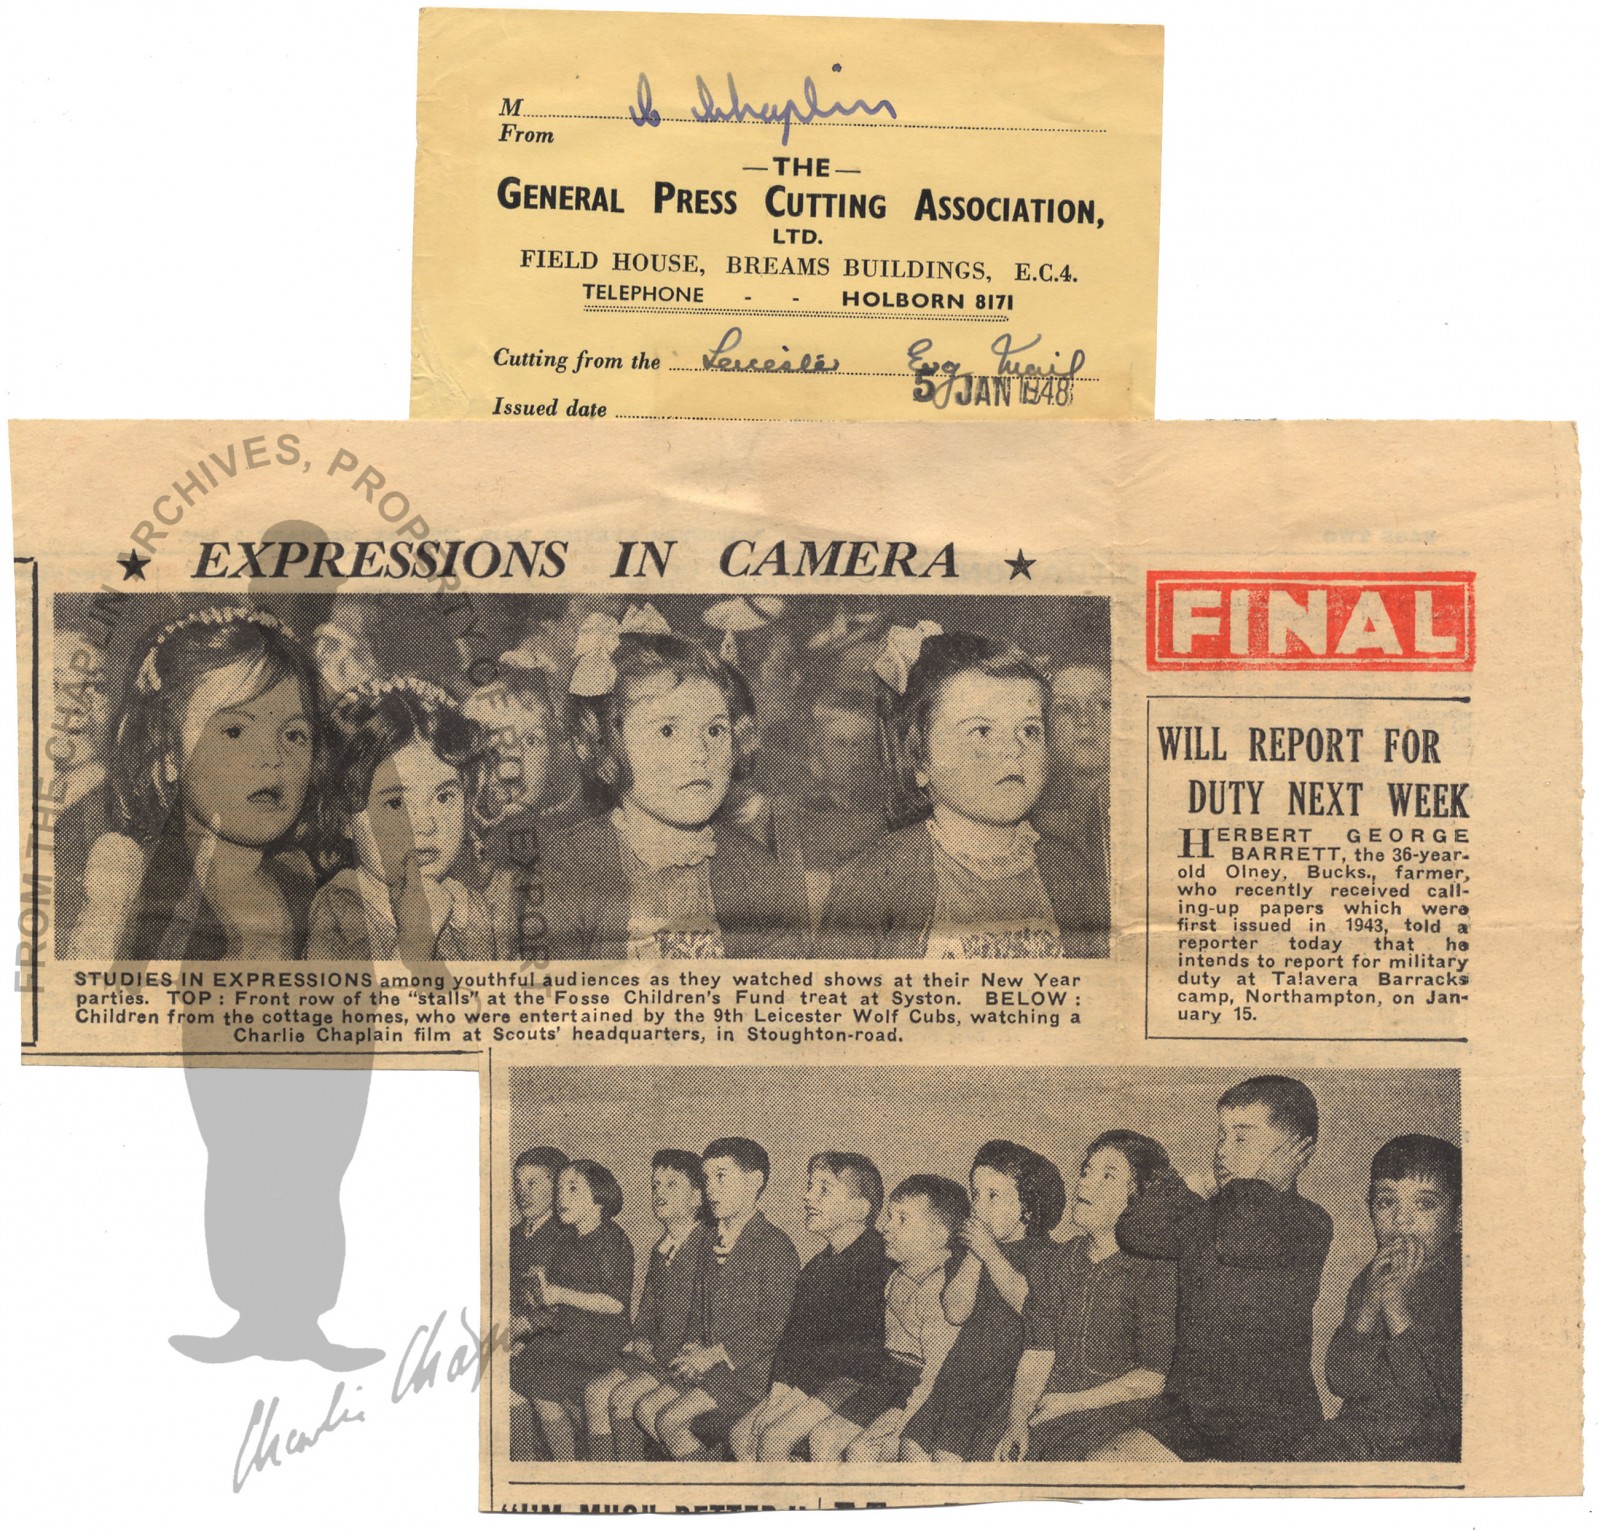 M C Chaplin
From
—THE—
GENERAL PRESS CUTTING ASSOCIATION,
LTD.
FIELD HOUSE, BREAMS BUILDINGS, E.C.4.
TELEPHONE - - HOLBORN 8171
Cutting from the Leicester Evg Mail
5 JAN 1948
Issued date
FROM THE CHAPLIN ARCHIVES, PROPERTY OF ROY EXPORT
★ EXPRESSIONS IN CAMERA ★
STUDIES IN EXPRESSIONS among youthful audiences as they watched shows at their New Year
parties. TOP : Front row of the "stalls" at the Fosse Children's Fund treat at Syston. BELOW :
Children from the cottage homes, who were entertained by the 9th Leicester Wolf Cubs, watching a
Charlie Chaplain film at Scouts' headquarters, in Stoughton-road.
FINAL
WILL REPORT FOR
DUTY NEXT WEEK
HERBERT GEORGE
BARRETT, the 36-year-
old Olney, Bucks., farmer,
who recently received call-
ing-up papers which were
first issued in 1943, told a
reporter today that he
intends to report for military
duty at Talavera Barracks
camp, Northampton, on Jan-
uary 15.
Charlie Chaplin
"I'M MUCH BETTER"